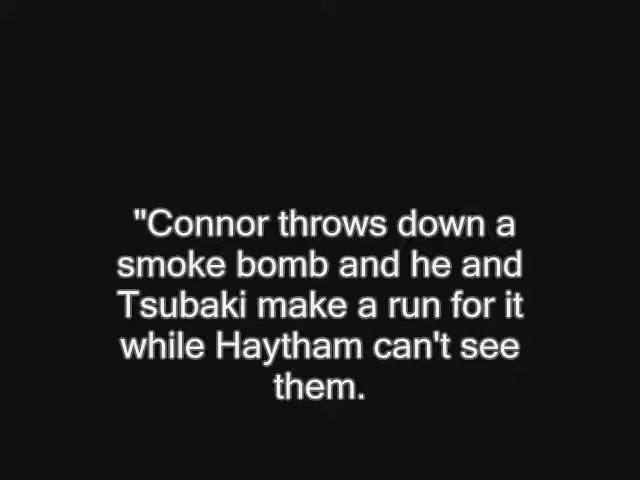 "Connor throws down a
smoke bomb and he and
Tsubaki make a run for it
while Haytham can't see
them.